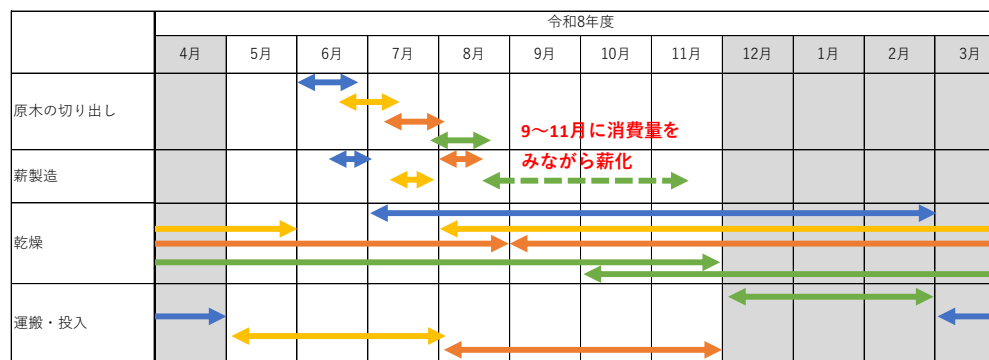 令和8年度
4月 5月 6月 7月 8月 9月 10月 11月 12月 1月 2月 3月
原木の切り出し
9～11月に消費量を
みながら薪化
薪製造
乾燥
運搬・投入